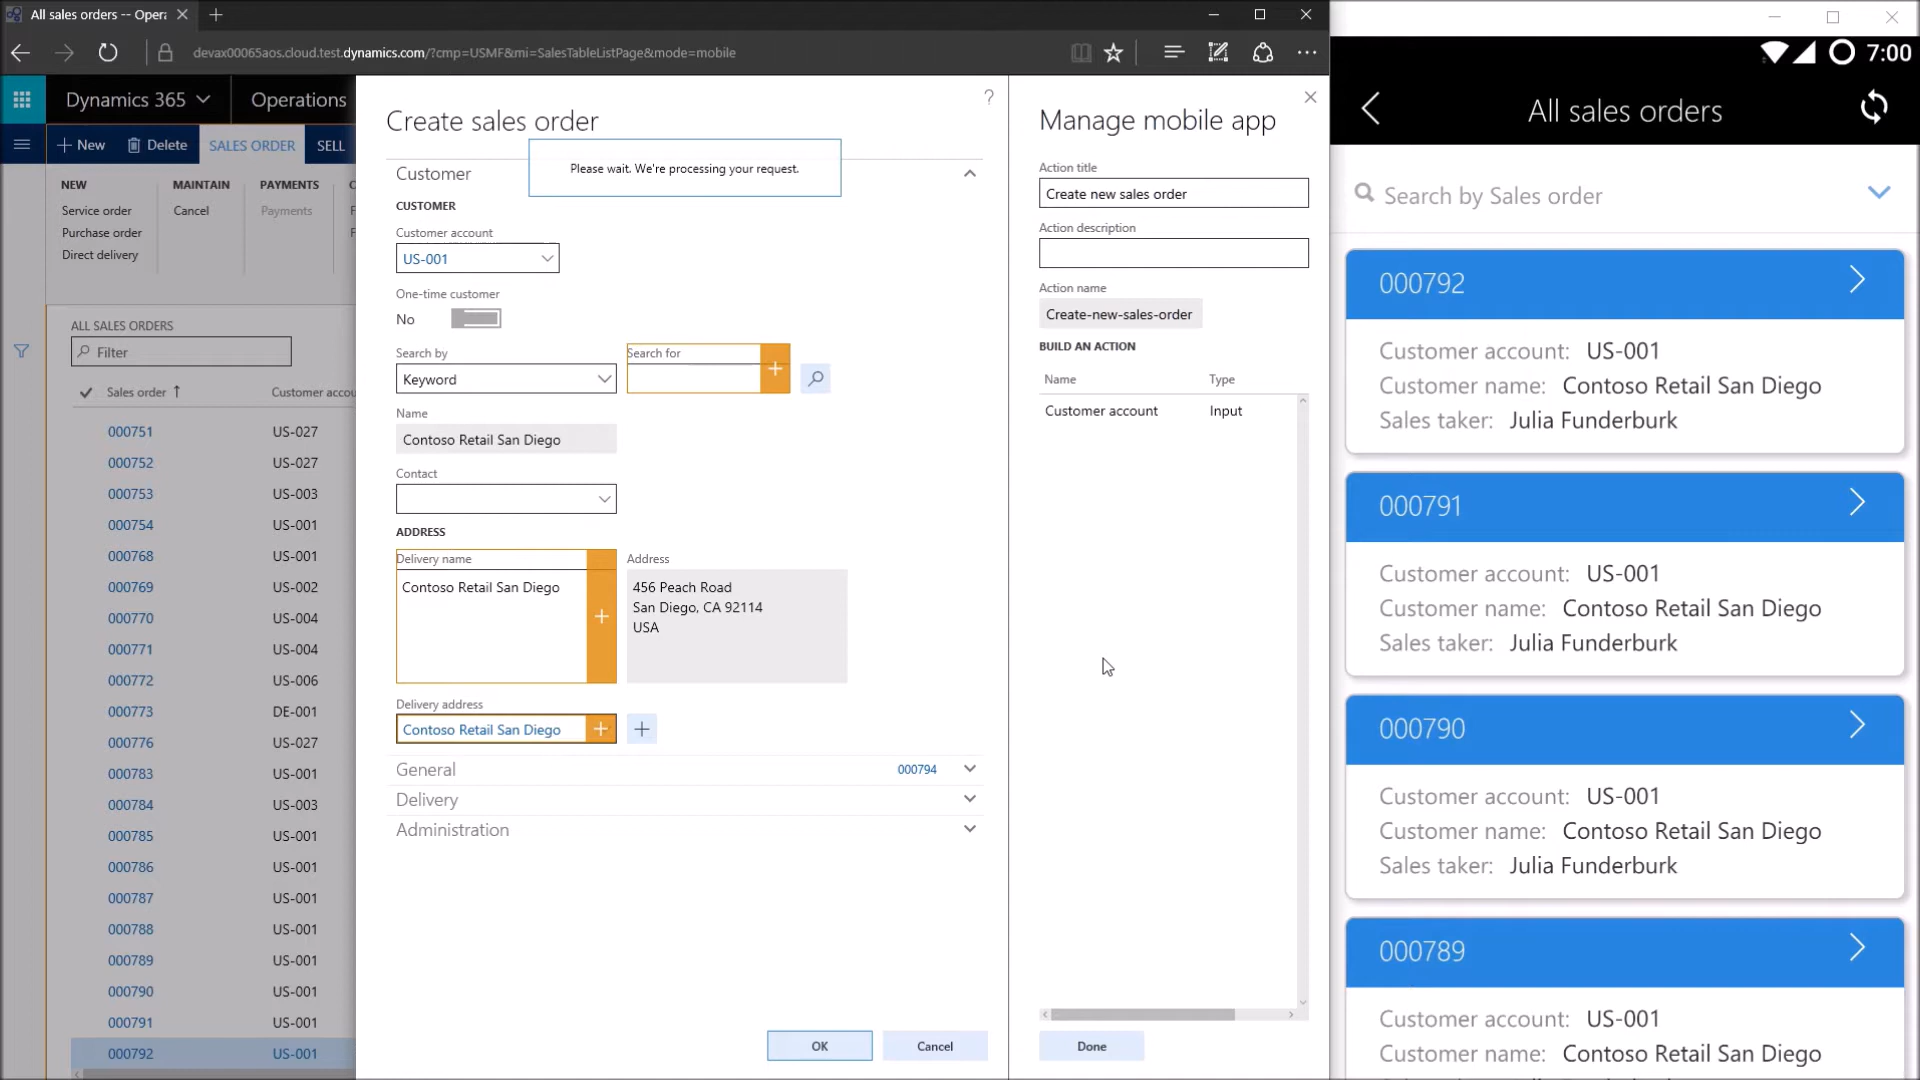 All sales orders -- Opera
devax00065aos.cloud.test.dynamics.com/?cmp=USMF&mi=SalesTableListPage&mode=mobile
Dynamics 365
Operations
New
Delete
SALES ORDER
SELL
NEW
Service order
Purchase order
Direct delivery
MAINTAIN
Cancel
PAYMENTS
Payments
ALL SALES ORDERS
Filter
Sales order
Customer accou
000751 US-027
000752 US-027
000753 US-003
000754 US-001
000768 US-001
000769 US-002
000770 US-004
000771 US-004
000772 US-006
000773 DE-001
000776 US-027
000783 US-001
000784 US-003
000785 US-001
000786 US-001
000787 US-001
000788 US-001
000789 US-001
000790 US-001
000791 US-001
000792 US-001
?
Create sales order
Please wait. We're processing your request.
Customer
CUSTOMER
Customer account
US-001
One-time customer
No
Search by
Keyword
Search for
Name
Contoso Retail San Diego
Contact
ADDRESS
Delivery name
Contoso Retail San Diego
Address
456 Peach Road
San Diego, CA 92114
USA
Delivery address
Contoso Retail San Diego
General 000794
Delivery
Administration
OK
Cancel
Manage mobile app
Action title
Create new sales order
Action description
Action name
Create-new-sales-order
BUILD AN ACTION
Name Type
Customer account Input
Done
7:00
All sales orders
Search by Sales order
000792
Customer account: US-001
Customer name: Contoso Retail San Diego
Sales taker: Julia Funderburk
000791
Customer account: US-001
Customer name: Contoso Retail San Diego
Sales taker: Julia Funderburk
000790
Customer account: US-001
Customer name: Contoso Retail San Diego
Sales taker: Julia Funderburk
000789
Customer account: US-001
Customer name: Contoso Retail San Diego